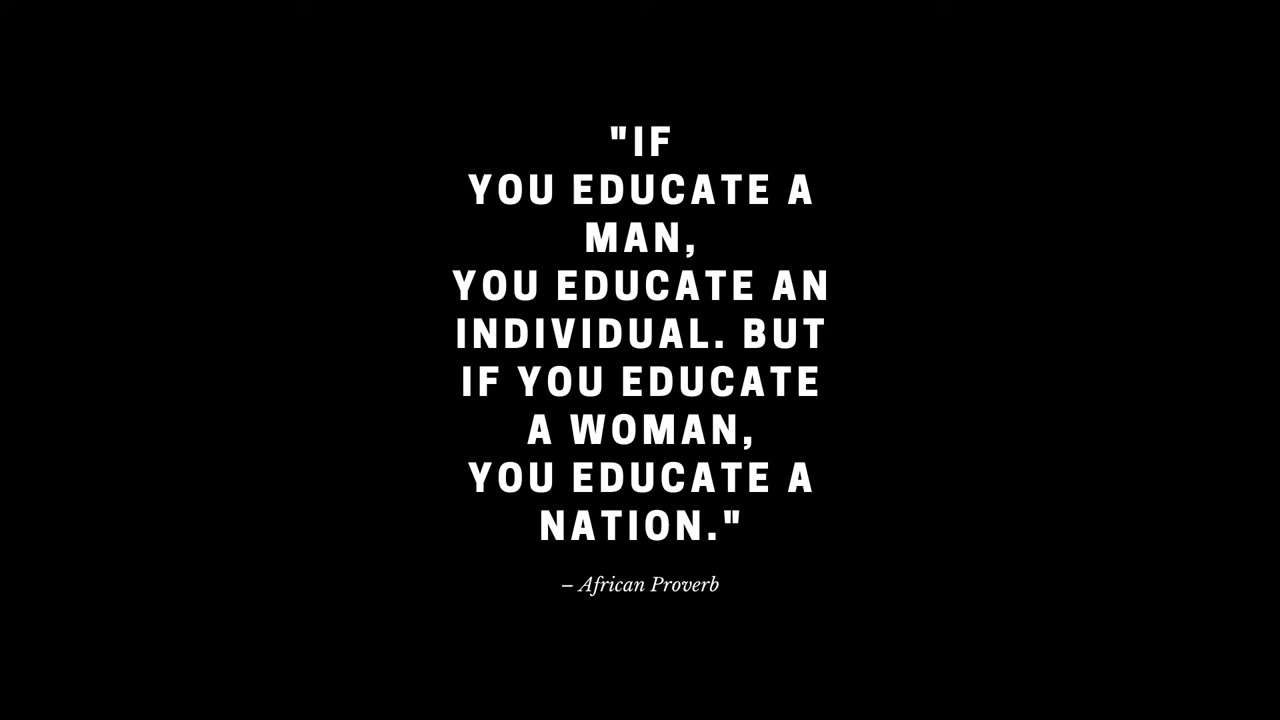 "IF
YOU EDUCATE A
MAN,
YOU EDUCATE AN
INDIVIDUAL. BUT
IF YOU EDUCATE
A WOMAN,
YOU EDUCATE A
NATION."
– African Proverb